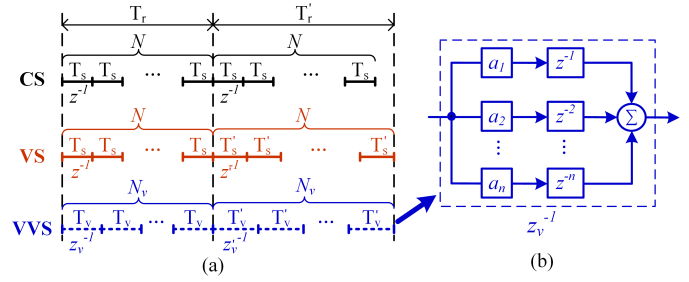 Tr T'r
N N
CS Ts Ts ... Ts Ts Ts ... Ts
z-1 z-1
N N
VS Ts Ts ... Ts T's T's ... T's
z-1 z-1
Nv Nv
VVS Tv Tv ... Tv T'v T'v ... T'v
zv-1 z'v-1
(a)
a1 z-1
a2 z-2 Σ
⋮ ⋮
an z-n
zv-1
(b)